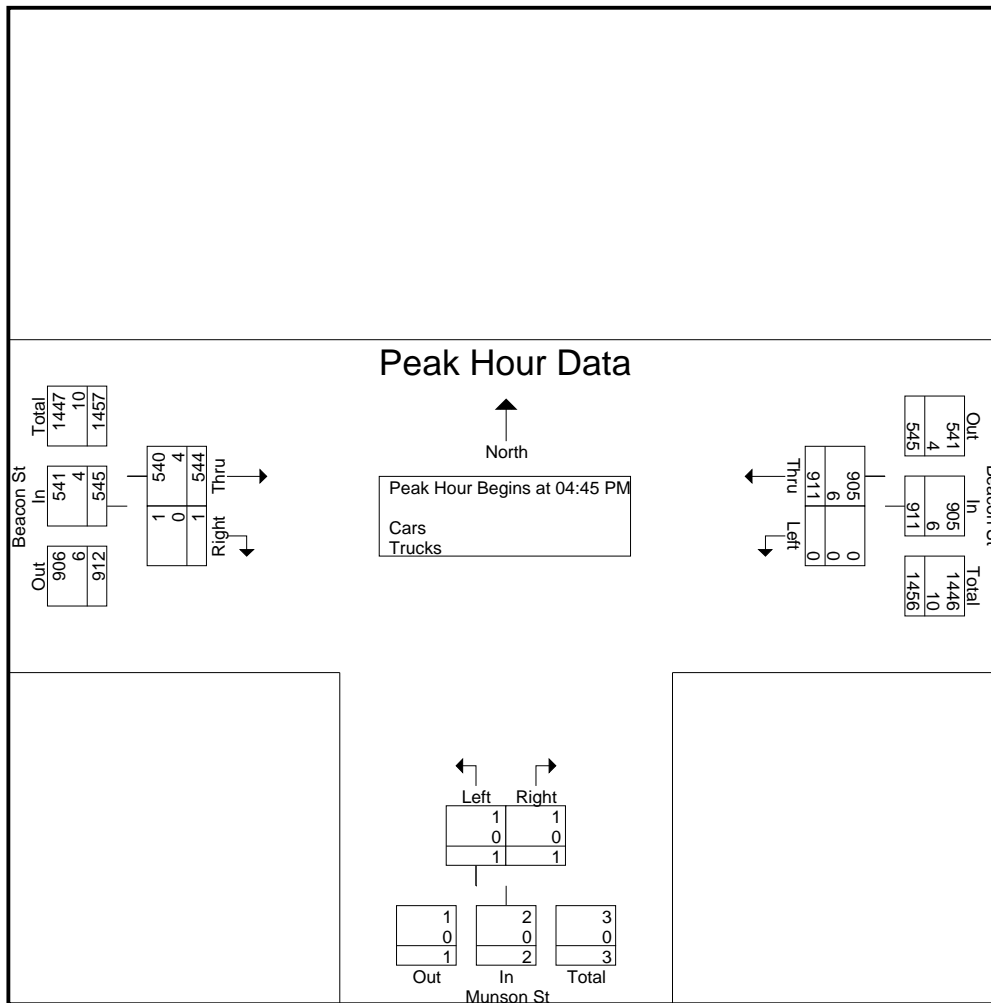 Peak Hour Data
North
Peak Hour Begins at 04:45 PM
Cars
Trucks
Beacon St
Total
1447
10
1457
In
541
4
545
Out
906
6
912
Thru
540
4
544
Right
1
0
1
Beacon St
Out
541
4
545
In
905
6
911
Total
1446
10
1456
Thru
905
6
911
Left
0
0
0
Left Right
1 1
0 0
1 1
1 2 3
0 0 0
1 2 3
Out In Total
Munson St